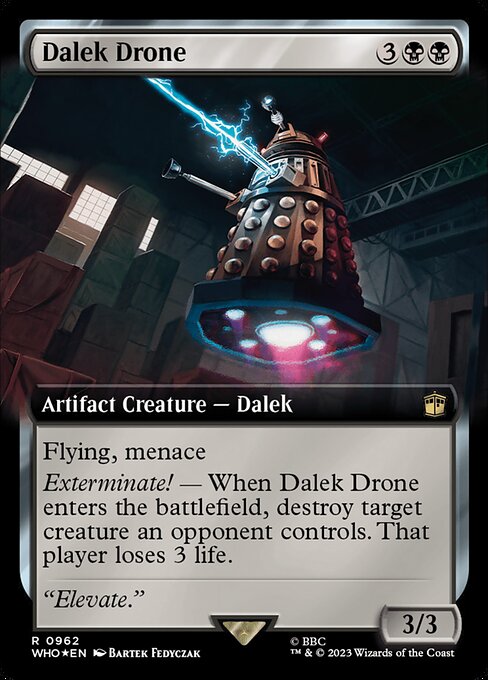 Dalek Drone 3
Artifact Creature — Dalek
Flying, menace
Exterminate! — When Dalek Drone
enters the battlefield, destroy target
creature an opponent controls. That
player loses 3 life.
“Elevate.”
3/3
R 0962
WHO★EN Bartek Fedyczak
© BBC
™ & © 2023 Wizards of the Coast